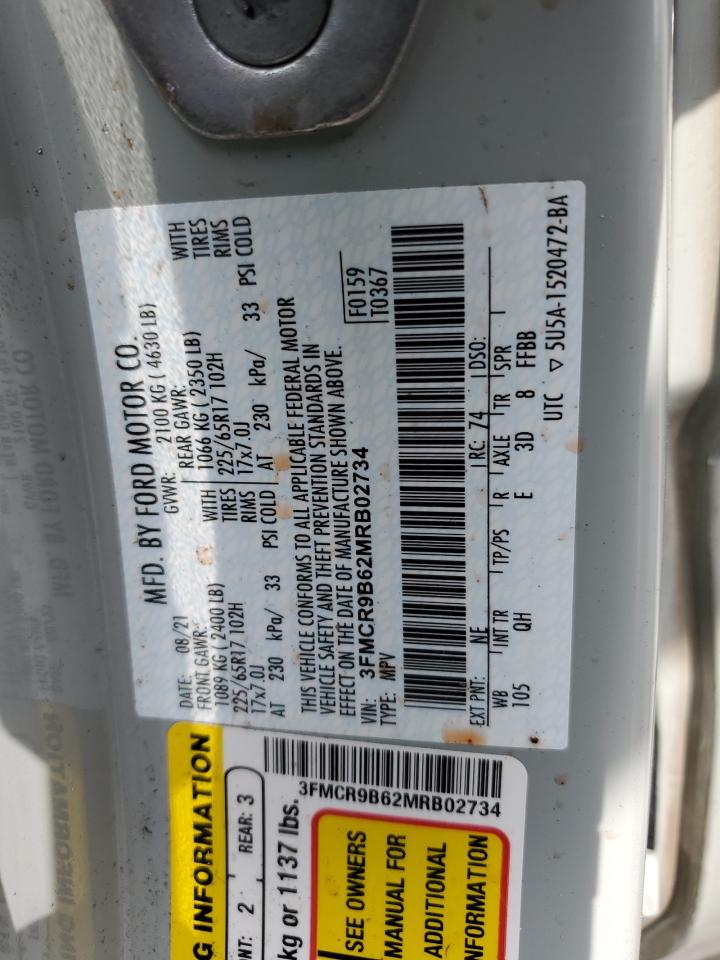 MFD. BY FORD MOTOR CO.
DATE: 08/21 GVWR: 2100 KG ( 4630 LB)
FRONT GAWR: REAR GAWR: WITH
1089 KG ( 2400 LB) WITH 1066 KG ( 2350 LB) TIRES
225/65R17 102H TIRES 225/65R17 102H RIMS
17x7.0J RIMS 17x7.0J
AT 230 kPa/ 33 PSI COLD AT 230 kPa/ 33 PSI COLD
THIS VEHICLE CONFORMS TO ALL APPLICABLE FEDERAL MOTOR
VEHICLE SAFETY AND THEFT PREVENTION STANDARDS IN
EFFECT ON THE DATE OF MANUFACTURE SHOWN ABOVE.
VIN: 3FMCR9B62MRB02734
TYPE: MPV
F0159
T0367
EXT PNT: NE RC: 74 DSO:
WB INT TR TP/PS R AXLE TR SPR
105 QH E 3D 8 FFBB
UTC ▽ 5U5A-1520472-BA
G INFORMATION
NT: 2 REAR: 3
kg or 1137 lbs.
3FMCR9B62MRB02734
SEE OWNERS
MANUAL FOR
ADDITIONAL
INFORMATION